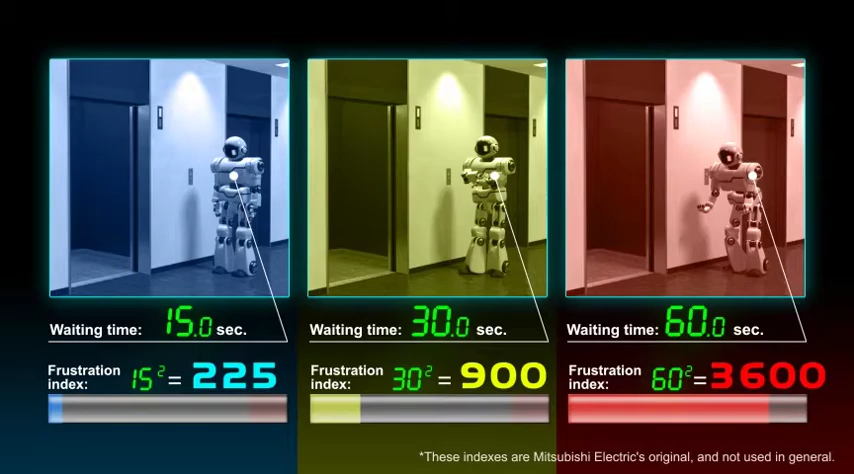 Waiting time: 15.0 sec.
Frustration index: 15² = 225
Waiting time: 30.0 sec.
Frustration index: 30² = 900
Waiting time: 60.0 sec.
Frustration index: 60² = 3600
*These indexes are Mitsubishi Electric's original, and not used in general.